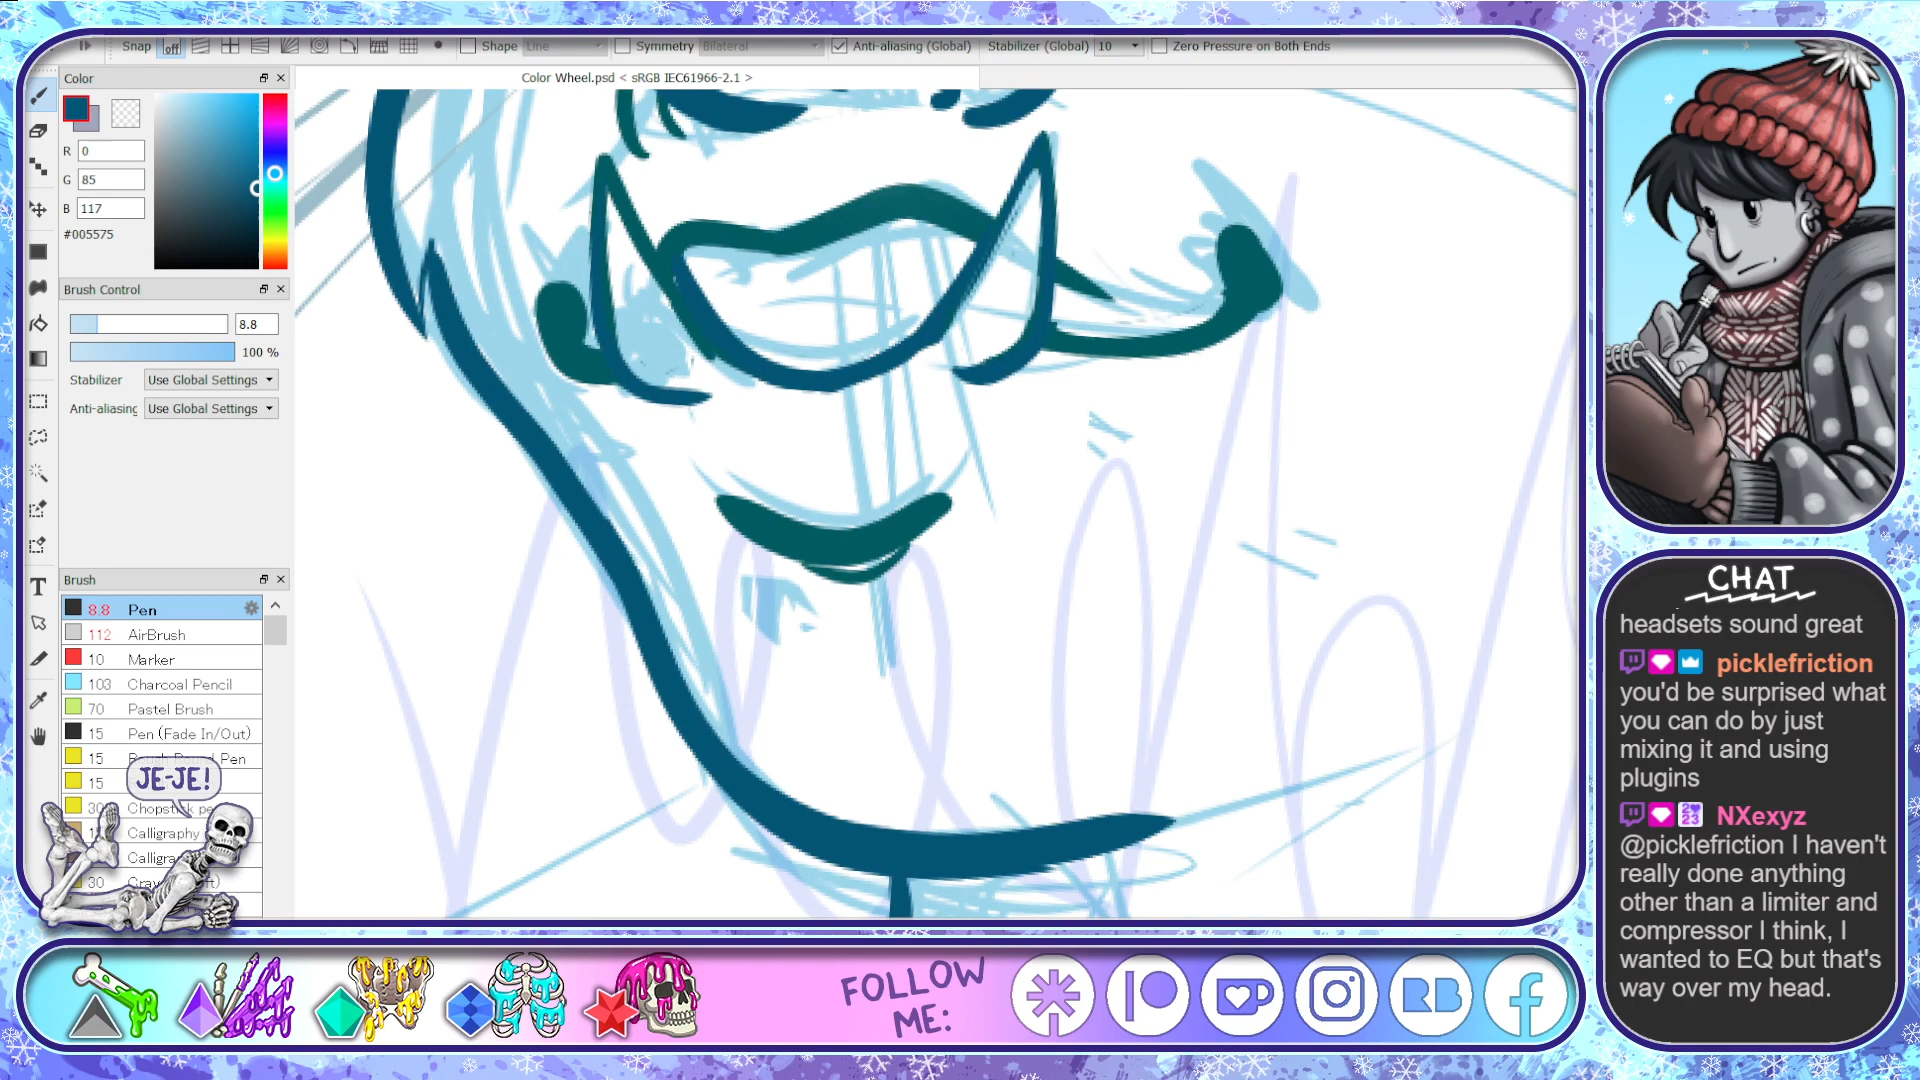 Snap off Shape Line Symmetry Bilateral Anti-aliasing (Global) Stabilizer (Global) 10 Zero Pressure on Both Ends
Color
Color Wheel.psd < sRGB IEC61966-2.1 >
R 0
G 85
B 117
#005575
Brush Control
8.8
100 %
Stabilizer Use Global Settings
Anti-aliasing Use Global Settings
Brush
8.8 Pen
112 AirBrush
10 Marker
103 Charcoal Pencil
70 Pastel Brush
15 Pen (Fade In/Out)
15 Pen
15
JE-JE!
Calligraphy
30
FOLLOW
ME:
CHAT
headsets sound great
picklefriction
you'd be surprised what
you can do by just
mixing it and using
plugins
NXexyz
@picklefriction I haven't
really done anything
other than a limiter and
compressor I think, I
wanted to EQ but that's
way over my head.